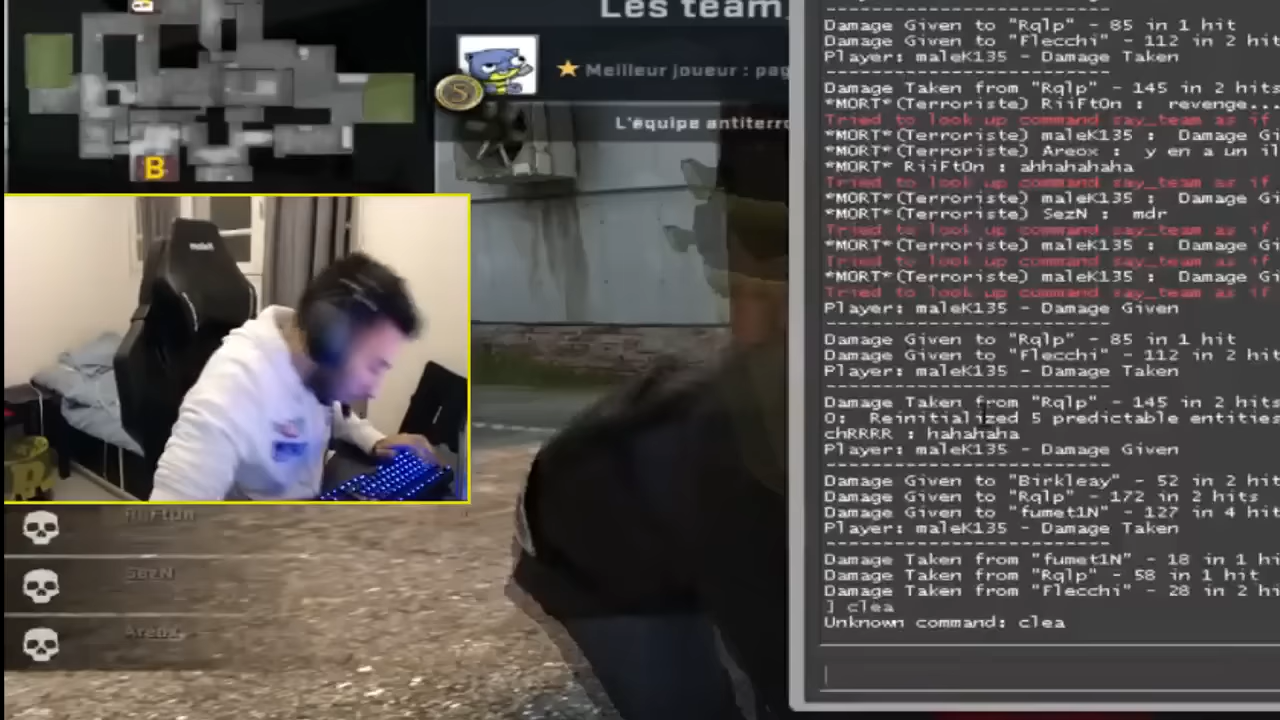 Les team
Meilleur joueur : pag
L'équipe antiterro
B
RiiFtOn
SezN
Areox
Damage Given to "Rqlp" - 85 in 1 hit
Damage Given to "Flecchi" - 112 in 2 hit
Player: maleK135 - Damage Taken
-------------------------
Damage Taken from "Rqlp" - 145 in 2 hits
*MORT*(Terroriste) RiiFtOn : revenge...
Tried to look up command say_team as if
*MORT*(Terroriste) maleK135 : Damage Gi
*MORT*(Terroriste) Areox : y en a un il
*MORT* RiiFtOn : ahhahahaha
Tried to look up command say_team as if
*MORT*(Terroriste) maleK135 : Damage Gi
*MORT*(Terroriste) SezN : mdr
Tried to look up command say_team as if
*MORT*(Terroriste) maleK135 : Damage Gi
Tried to look up command say_team as if
*MORT*(Terroriste) maleK135 : Damage Gi
Tried to look up command say_team as if
Player: maleK135 - Damage Given
-------------------------
Damage Given to "Rqlp" - 85 in 1 hit
Damage Given to "Flecchi" - 112 in 2 hit
Player: maleK135 - Damage Taken
-------------------------
Damage Taken from "Rqlp" - 145 in 2 hits
0: Reinitialized 5 predictable entities
chRRRR : hahahaha
Player: maleK135 - Damage Given
-------------------------
Damage Given to "Birkleay" - 52 in 2 hit
Damage Given to "Rqlp" - 172 in 2 hits
Damage Given to "fumet1N" - 127 in 4 hit
Player: maleK135 - Damage Taken
-------------------------
Damage Taken from "fumet1N" - 18 in 1 hi
Damage Taken from "Rqlp" - 58 in 1 hit
Damage Taken from "Flecchi" - 28 in 2 hi
] clea
Unknown command: clea